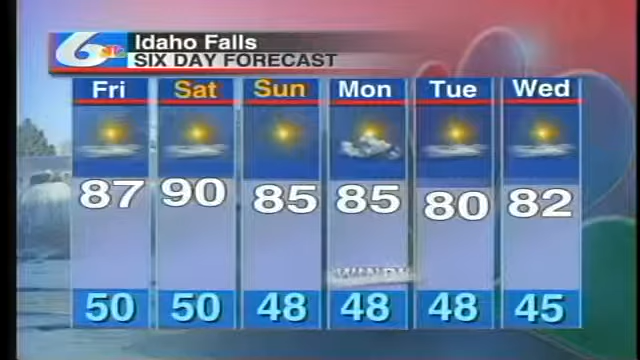 6 Idaho Falls
SIX DAY FORECAST
Fri Sat Sun Mon Tue Wed
87 90 85 85 80 82
WINDY
50 50 48 48 48 45